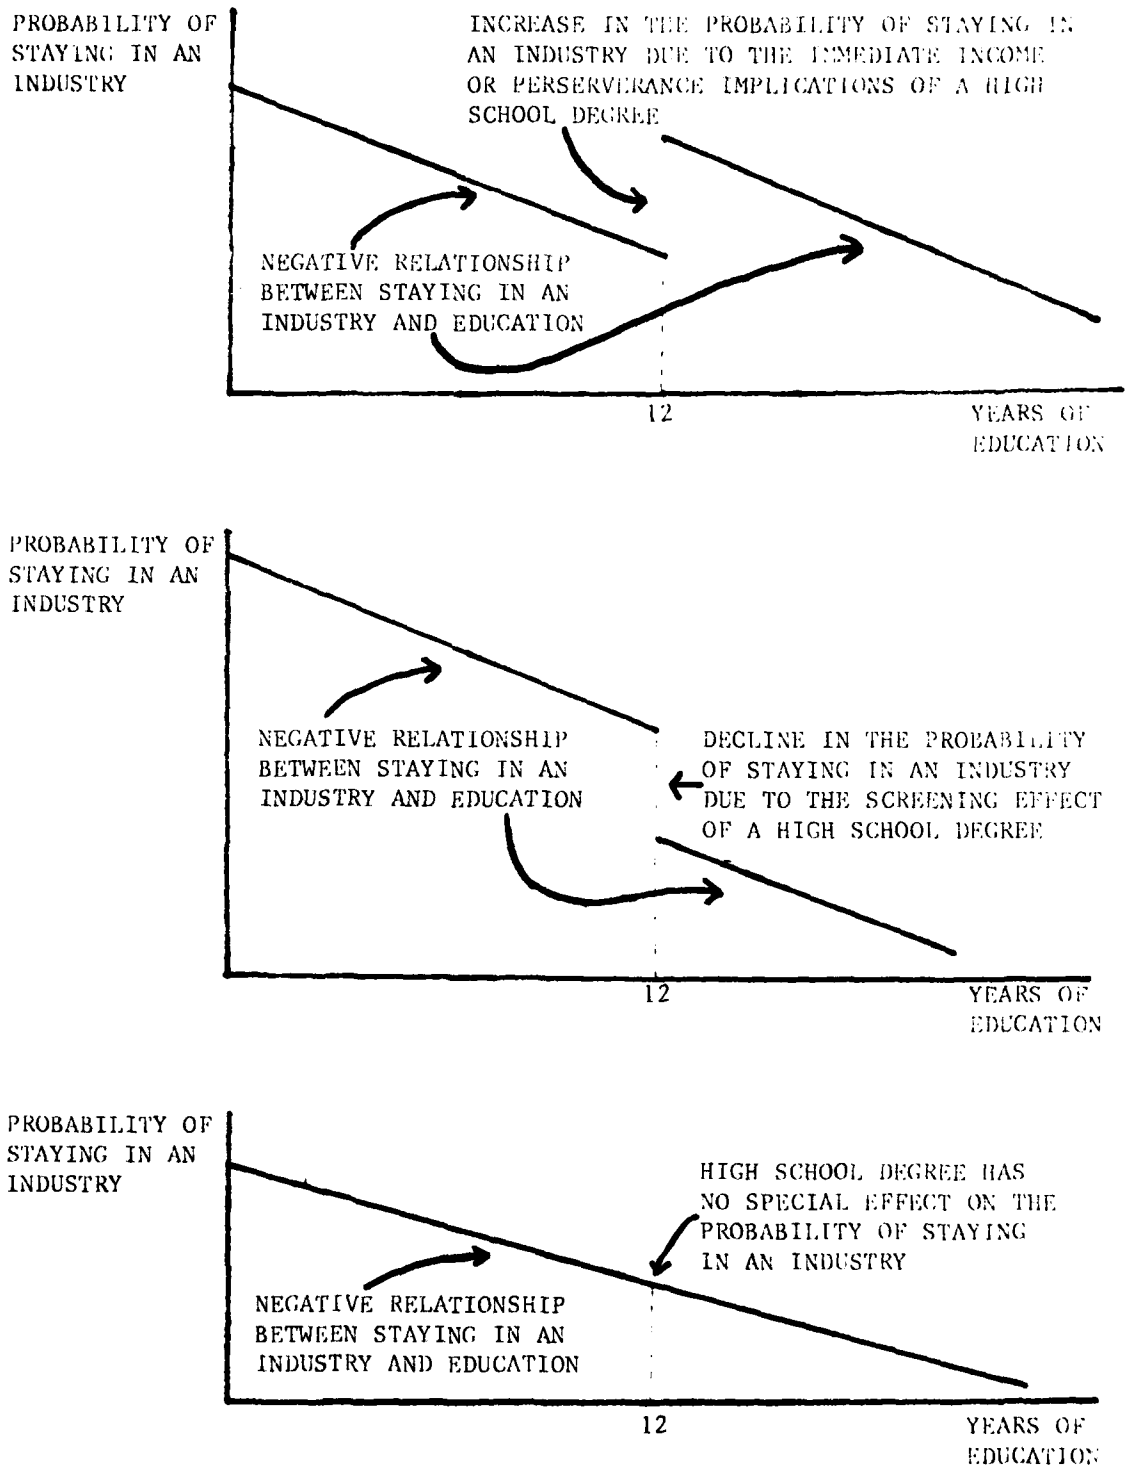 PROBABILITY OF
STAYING IN AN
INDUSTRY
INCREASE IN THE PROBABILITY OF STAYING IN
AN INDUSTRY DUE TO THE IMMEDIATE INCOME
OR PERSERVERANCE IMPLICATIONS OF A HIGH
SCHOOL DEGREE
NEGATIVE RELATIONSHIP
BETWEEN STAYING IN AN
INDUSTRY AND EDUCATION
12
YEARS OF
EDUCATION
PROBABILITY OF
STAYING IN AN
INDUSTRY
NEGATIVE RELATIONSHIP
BETWEEN STAYING IN AN
INDUSTRY AND EDUCATION
DECLINE IN THE PROBABILITY
OF STAYING IN AN INDUSTRY
DUE TO THE SCREENING EFFECT
OF A HIGH SCHOOL DEGREE
12
YEARS OF
EDUCATION
PROBABILITY OF
STAYING IN AN
INDUSTRY
HIGH SCHOOL DEGREE HAS
NO SPECIAL EFFECT ON THE
PROBABILITY OF STAYING
IN AN INDUSTRY
NEGATIVE RELATIONSHIP
BETWEEN STAYING IN AN
INDUSTRY AND EDUCATION
12
YEARS OF
EDUCATION